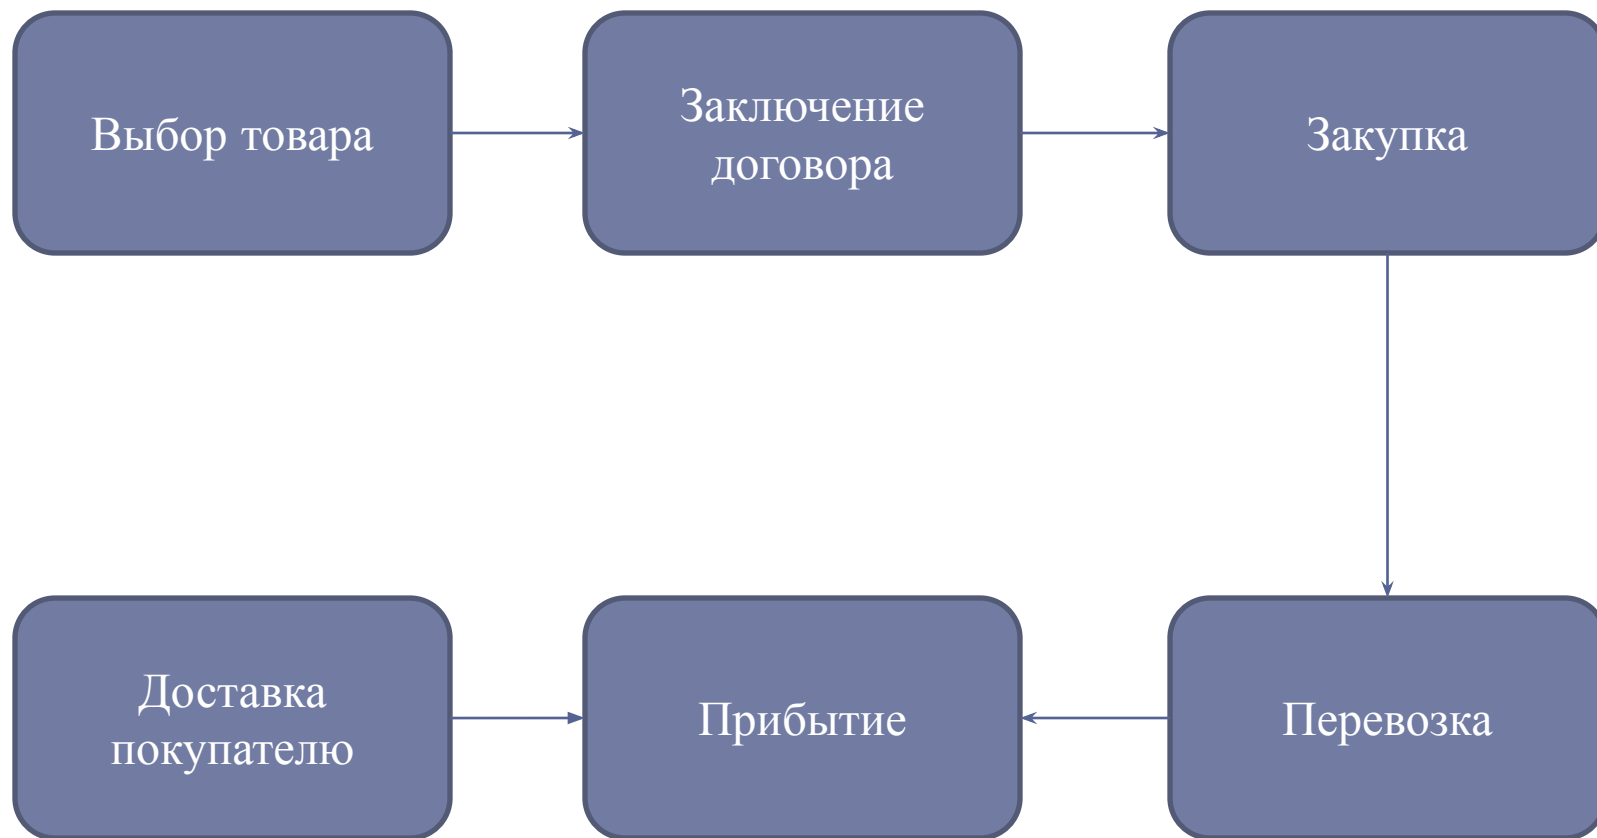 Выбор товара
Заключение
договора
Закупка
Доставка
покупателю
Прибытие
Перевозка